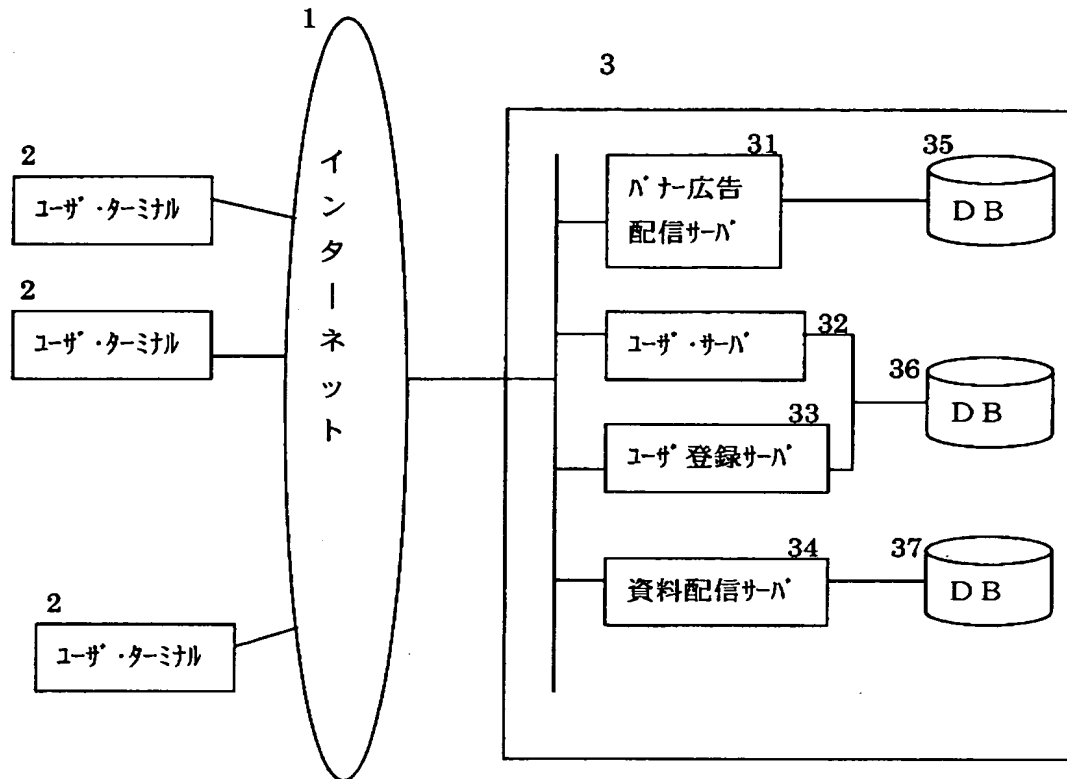 1
3
2
ユーザ・ターミナル
2
ユーザ・ターミナル
2
ユーザ・ターミナル
インターネット
31
バナー広告
配信サーバ
35
DB
32
ユーザ・サーバ
36
DB
33
ユーザ登録サーバ
34
資料配信サーバ
37
DB